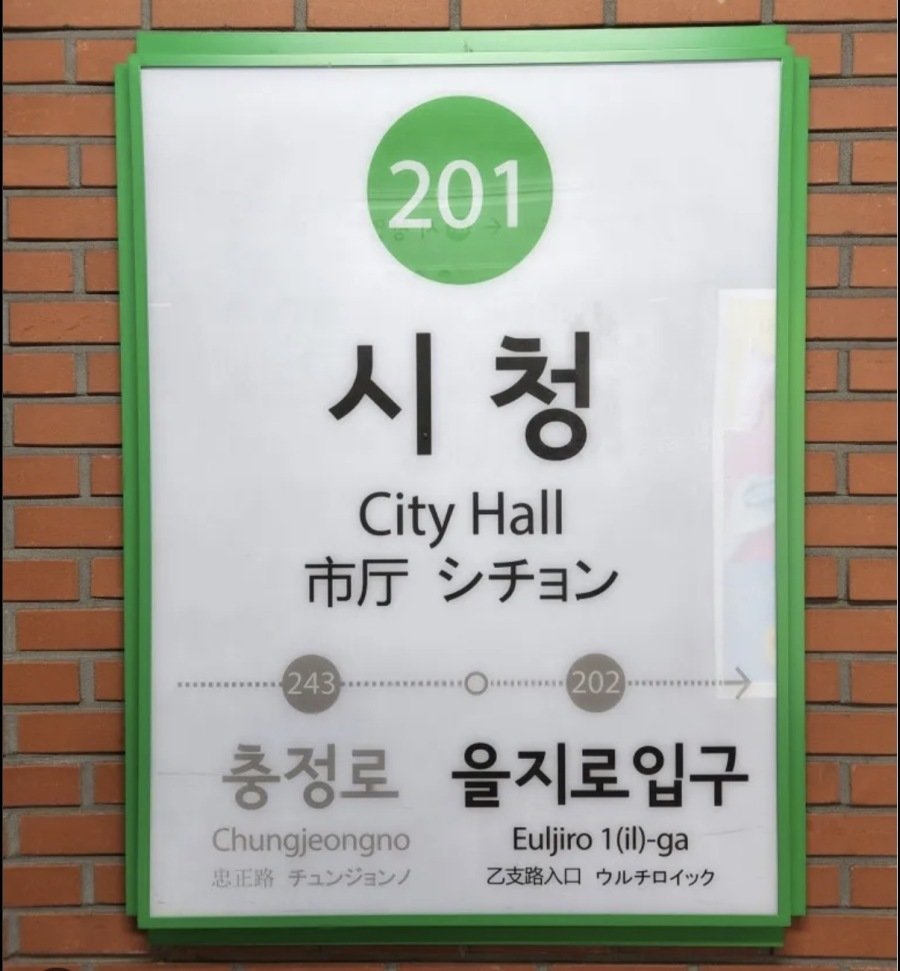 201
시청
City Hall
市厅 シチョン
243 202
충정로
Chungjeongno
忠正路 チュンジョンノ
을지로입구
Euljiro 1(il)-ga
乙支路入口 ウルチロイック